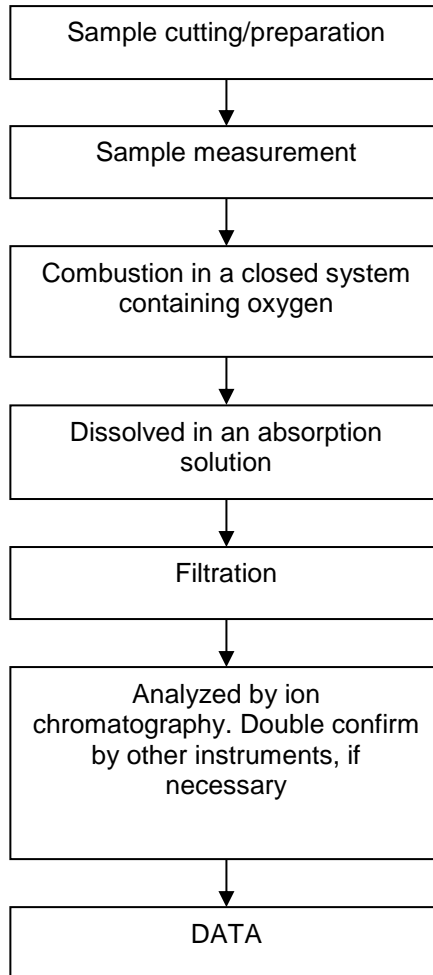 Sample cutting/preparation
Sample measurement
Combustion in a closed system
containing oxygen
Dissolved in an absorption
solution
Filtration
Analyzed by ion
chromatography. Double confirm
by other instruments, if
necessary
DATA